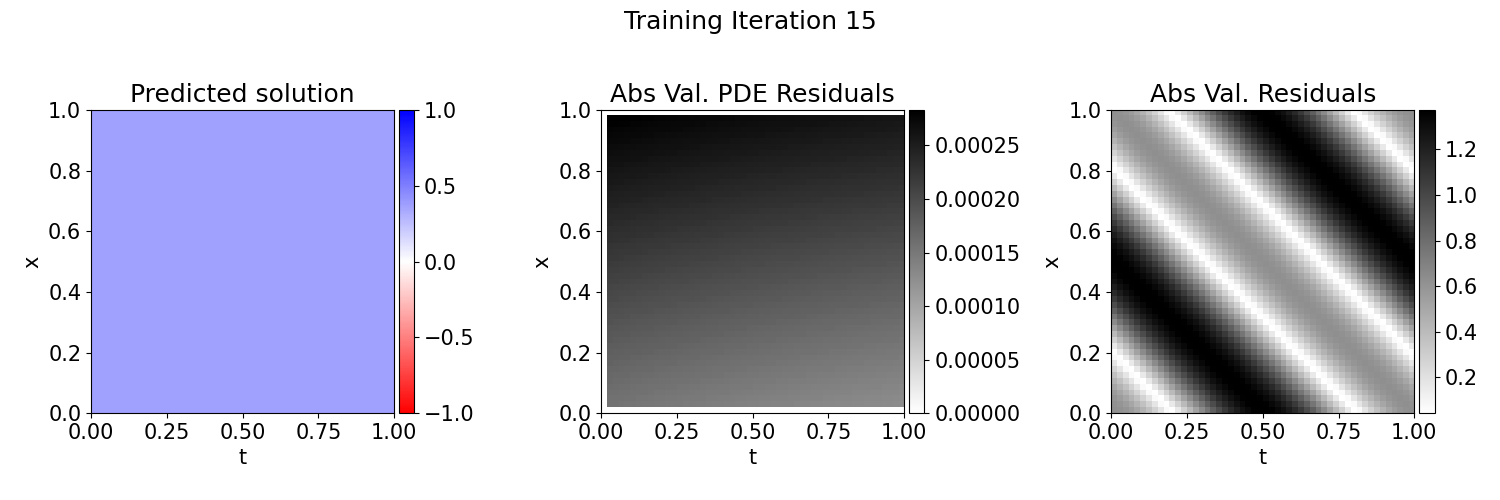 Training Iteration 15
Predicted solution
1.0
0.8
0.6
0.4
0.2
0.0
x
0.00 0.25 0.50 0.75 1.00
t
1.0
0.5
0.0
−0.5
−1.0
Abs Val. PDE Residuals
1.0
0.8
0.6
0.4
0.2
0.0
x
0.00 0.25 0.50 0.75 1.00
t
0.00025
0.00020
0.00015
0.00010
0.00005
0.00000
Abs Val. Residuals
1.0
0.8
0.6
0.4
0.2
0.0
x
0.00 0.25 0.50 0.75 1.00
t
1.2
1.0
0.8
0.6
0.4
0.2